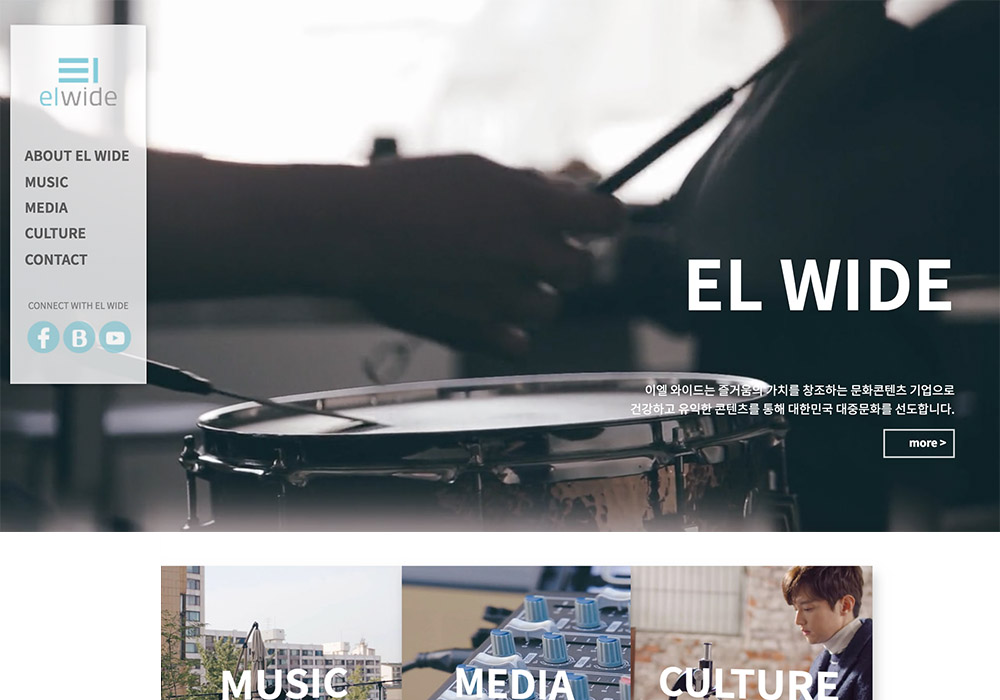 elwide
ABOUT EL WIDE
MUSIC
MEDIA
CULTURE
CONTACT
CONNECT WITH EL WIDE
f B
EL WIDE
이엘 와이드는 즐거움의 가치를 창조하는 문화콘텐츠 기업으로
건강하고 유익한 콘텐츠를 통해 대한민국 대중문화를 선도합니다.
more >
MUSIC
MEDIA
CULTURE